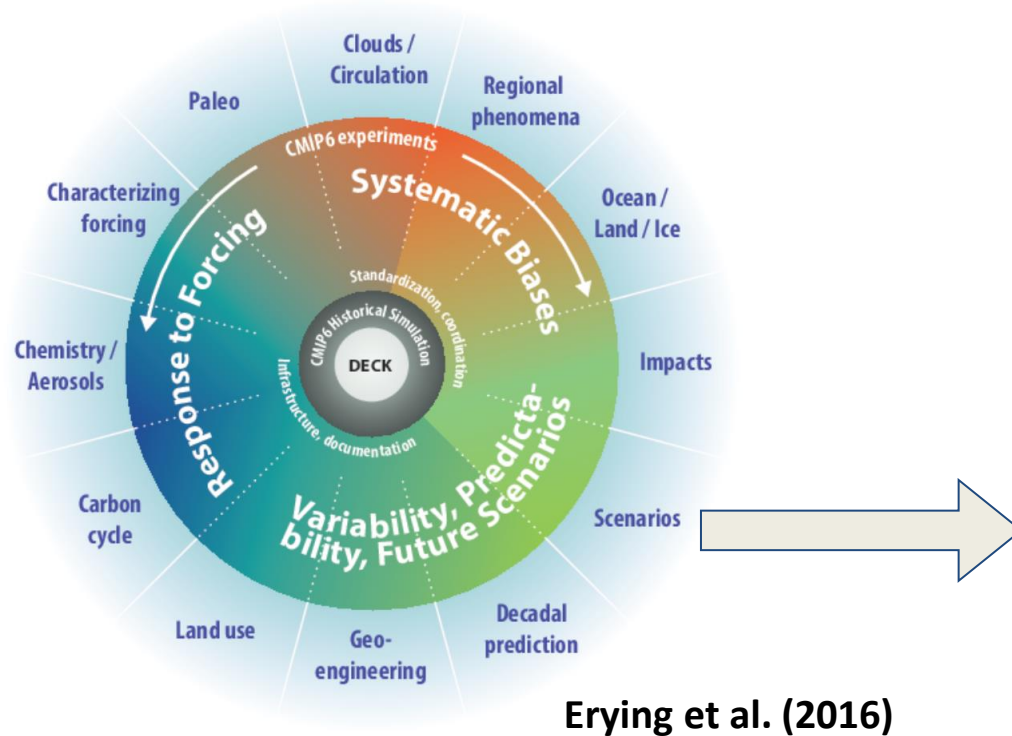 Clouds /
Circulation
Regional
phenomena
Ocean /
Land / Ice
Impacts
Scenarios
Decadal
prediction
Geo-
engineering
Land use
Carbon
cycle
Chemistry /
Aerosols
Characterizing
forcing
Paleo
CMIP6 experiments
Systematic Biases
Response to Forcing
Variability, Predicta-
bility, Future Scenarios
Standardization, coordination
Infrastructure, documentation
CMIP6 Historical Simulation
DECK
Erying et al. (2016)